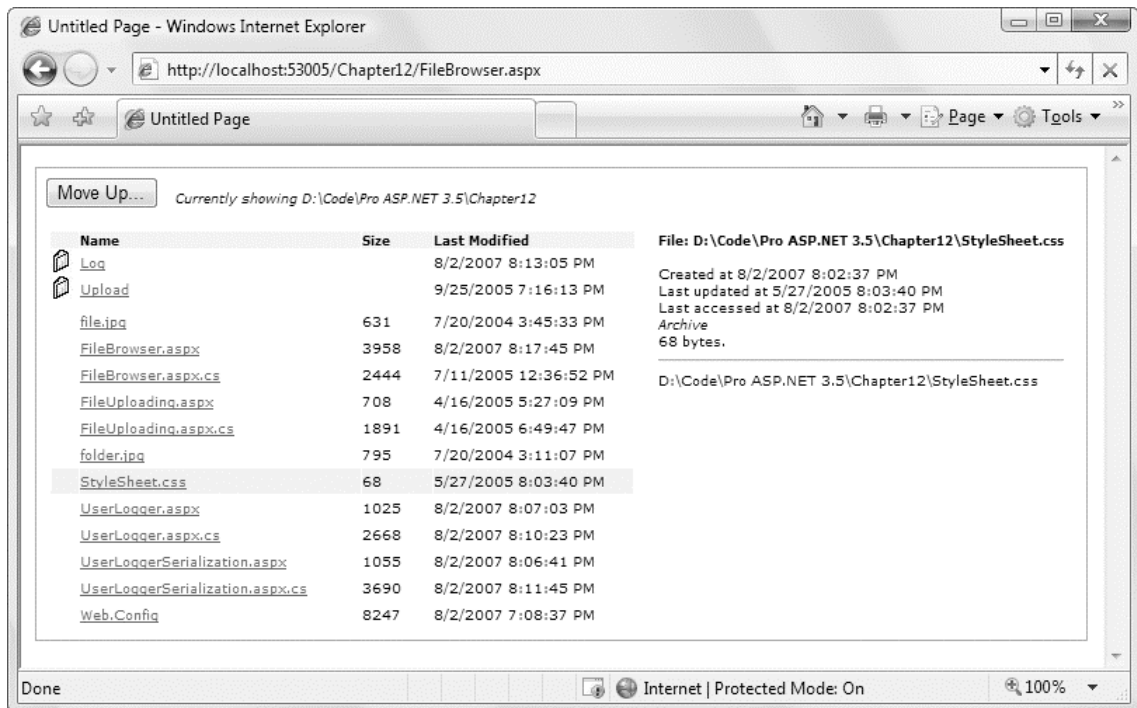 Untitled Page - Windows Internet Explorer
http://localhost:53005/Chapter12/FileBrowser.aspx
Untitled Page
Page
Tools
Move Up...
Currently showing D:\Code\Pro ASP.NET 3.5\Chapter12
Name Size Last Modified
Log 8/2/2007 8:13:05 PM
Upload 9/25/2005 7:16:13 PM
file.jpg 631 7/20/2004 3:45:33 PM
FileBrowser.aspx 3958 8/2/2007 8:17:45 PM
FileBrowser.aspx.cs 2444 7/11/2005 12:36:52 PM
FileUploading.aspx 708 4/16/2005 5:27:09 PM
FileUploading.aspx.cs 1891 4/16/2005 6:49:47 PM
folder.jpg 795 7/20/2004 3:11:07 PM
StyleSheet.css 68 5/27/2005 8:03:40 PM
UserLogger.aspx 1025 8/2/2007 8:07:03 PM
UserLogger.aspx.cs 2668 8/2/2007 8:10:23 PM
UserLoggerSerialization.aspx 1055 8/2/2007 8:06:41 PM
UserLoggerSerialization.aspx.cs 3690 8/2/2007 8:11:45 PM
Web.Config 8247 8/2/2007 7:08:37 PM
File: D:\Code\Pro ASP.NET 3.5\Chapter12\StyleSheet.css
Created at 8/2/2007 8:02:37 PM
Last updated at 5/27/2005 8:03:40 PM
Last accessed at 8/2/2007 8:02:37 PM
Archive
68 bytes.
D:\Code\Pro ASP.NET 3.5\Chapter12\StyleSheet.css
Done
Internet | Protected Mode: On
100%